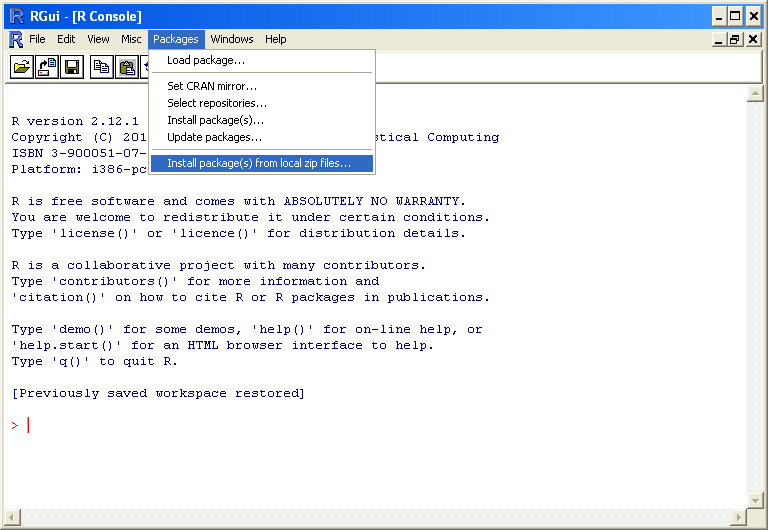 RGui - [R Console]
File Edit View Misc Packages Windows Help
Load package...
Set CRAN mirror...
Select repositories...
Install package(s)...
Update packages...
Install package(s) from local zip files...
R version 2.12.1
Copyright (C) 201 stical Computing
ISBN 3-900051-07-
Platform: i386-pc
R is free software and comes with ABSOLUTELY NO WARRANTY.
You are welcome to redistribute it under certain conditions.
Type 'license()' or 'licence()' for distribution details.
R is a collaborative project with many contributors.
Type 'contributors()' for more information and
'citation()' on how to cite R or R packages in publications.
Type 'demo()' for some demos, 'help()' for on-line help, or
'help.start()' for an HTML browser interface to help.
Type 'q()' to quit R.
[Previously saved workspace restored]
>